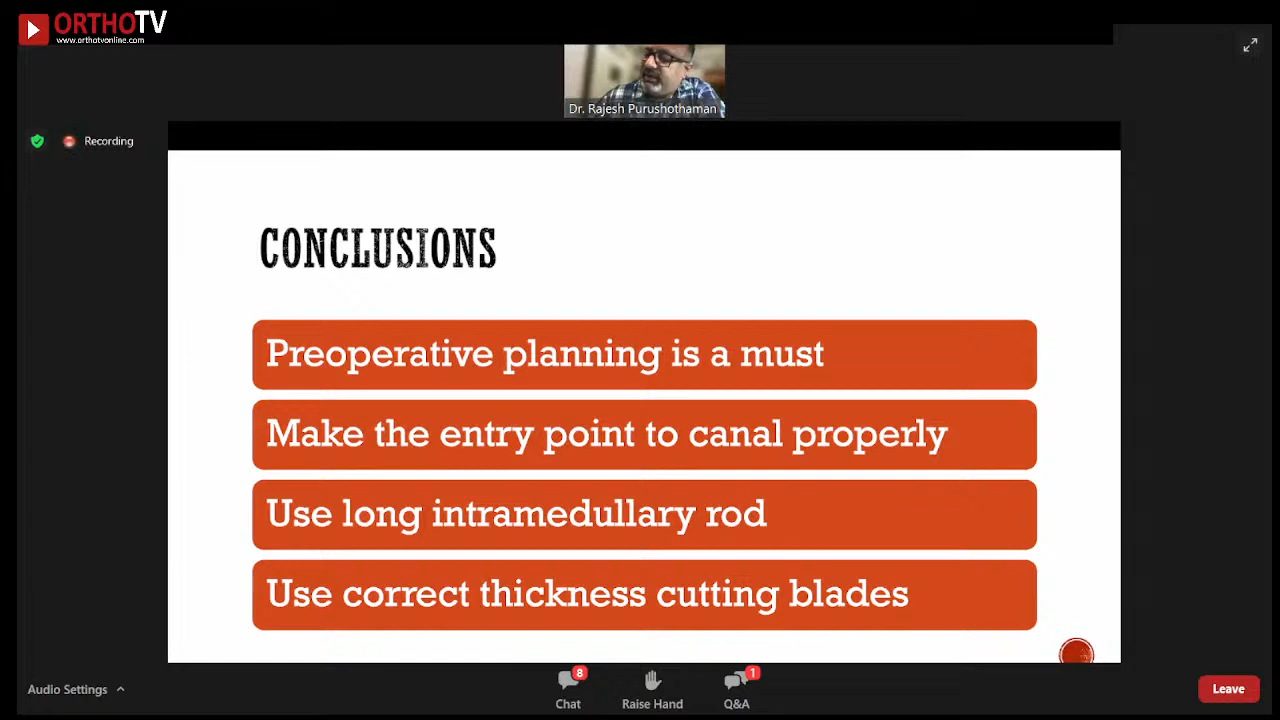 ORTHOTV
www.orthotvonline.com
Dr. Rajesh Purushothaman
Recording
CONCLUSIONS
Preoperative planning is a must
Make the entry point to canal properly
Use long intramedullary rod
Use correct thickness cutting blades
Audio Settings
8
Chat
Raise Hand
1
Q&A
Leave